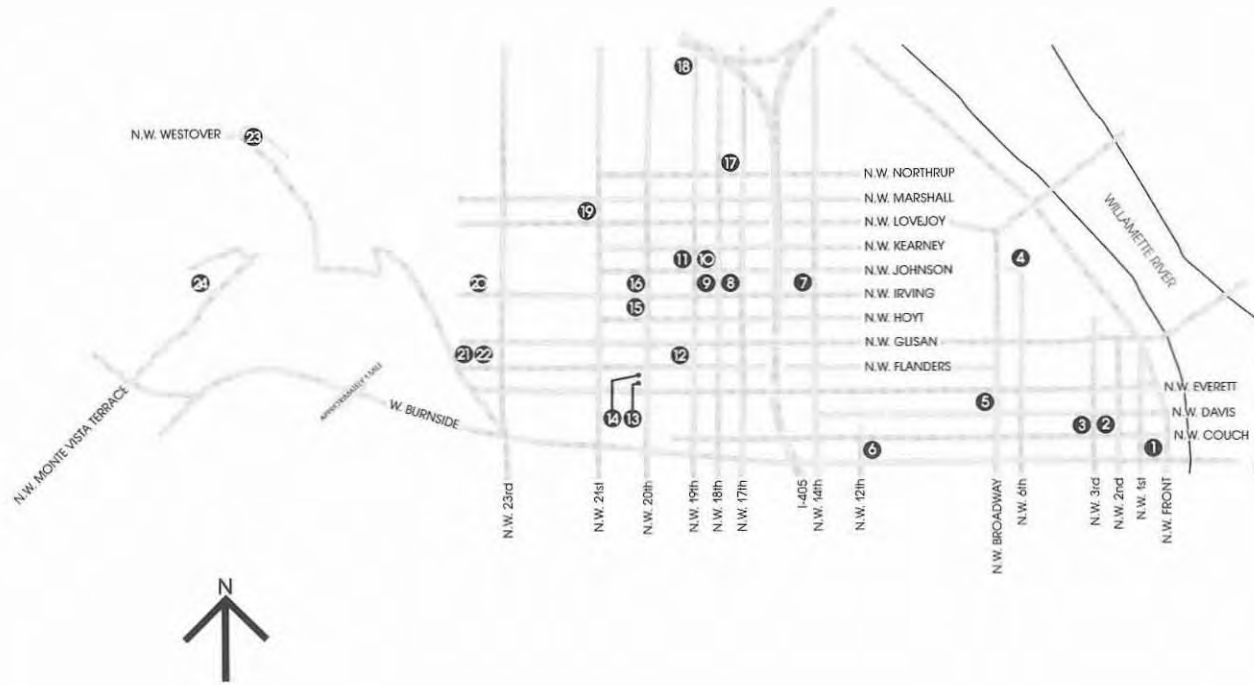 18
N.W. WESTOVER
23
17
N.W. NORTHRUP
N.W. MARSHALL
19
N.W. LOVEJOY
WILLAMETTE RIVER
N.W. KEARNEY
11
10
4
N.W. JOHNSON
24
20
16
9
8
7
N.W. IRVING
15
N.W. HOYT
N.W. GLISAN
21
22
12
N.W. FLANDERS
N.W. EVERETT
APPROXIMATELY 1 MILE
W. BURNSIDE
5
N.W. DAVIS
14
13
3
2
N.W. COUCH
6
1
N.W. MONTE VISTA TERRACE
N.W. 23rd
N.W. 21st
N.W. 20th
N.W. 19th
N.W. 18th
N.W. 17th
I-405
N.W. 14th
N.W. 12th
N.W. BROADWAY
N.W. 6th
N.W. 3rd
N.W. 2nd
N.W. 1st
N.W. FRONT
N